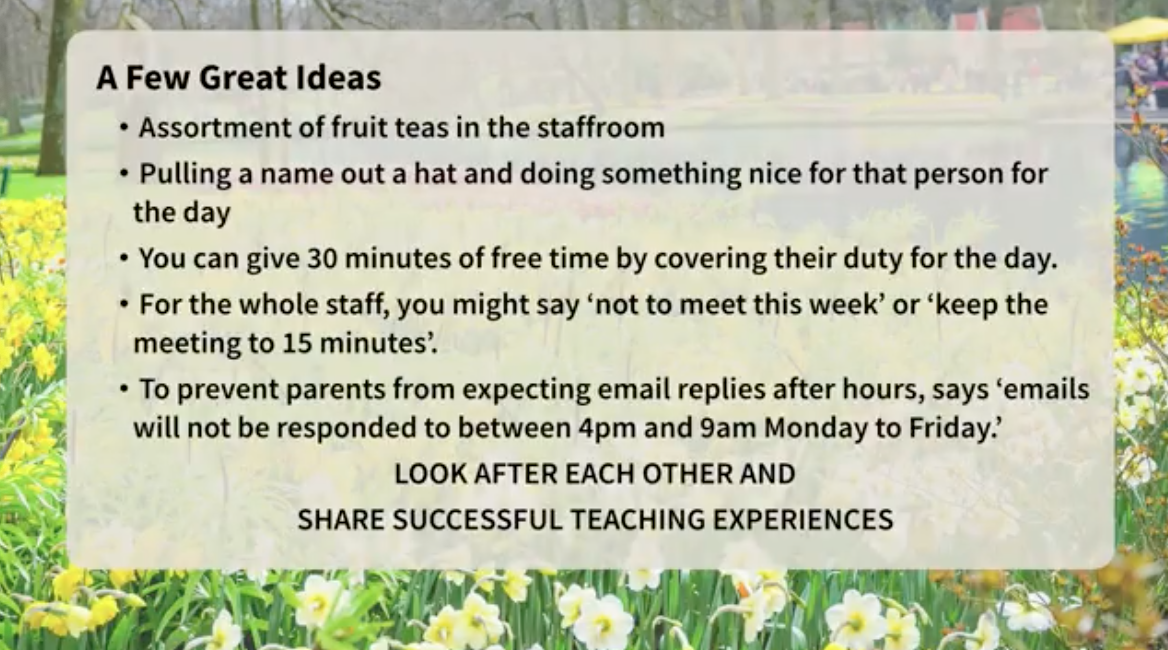 A Few Great Ideas
• Assortment of fruit teas in the staffroom
• Pulling a name out a hat and doing something nice for that person for
the day
• You can give 30 minutes of free time by covering their duty for the day.
• For the whole staff, you might say ‘not to meet this week’ or ‘keep the
meeting to 15 minutes’.
• To prevent parents from expecting email replies after hours, says ‘emails
will not be responded to between 4pm and 9am Monday to Friday.’
LOOK AFTER EACH OTHER AND
SHARE SUCCESSFUL TEACHING EXPERIENCES